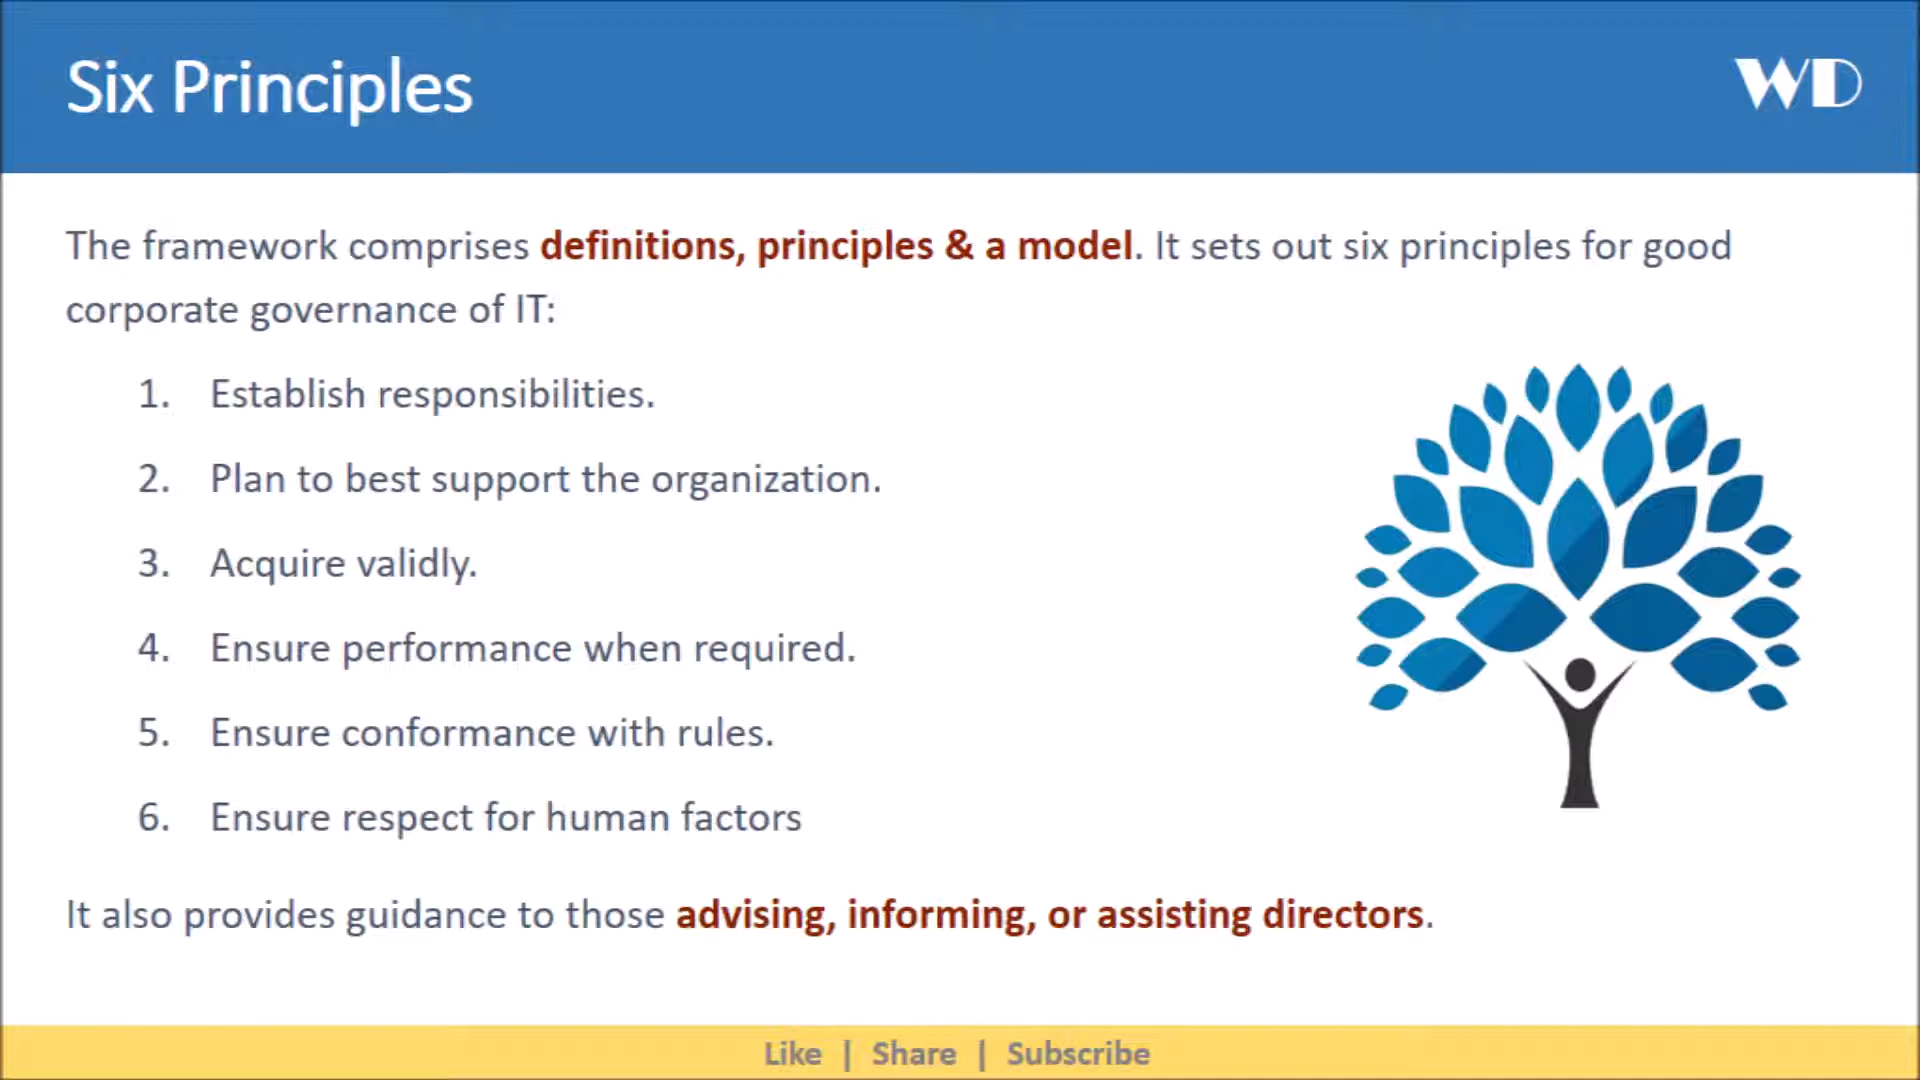 Six Principles
WD
The framework comprises definitions, principles & a model. It sets out six principles for good
corporate governance of IT:
1. Establish responsibilities.
2. Plan to best support the organization.
3. Acquire validly.
4. Ensure performance when required.
5. Ensure conformance with rules.
6. Ensure respect for human factors
It also provides guidance to those advising, informing, or assisting directors.
Like | Share | Subscribe